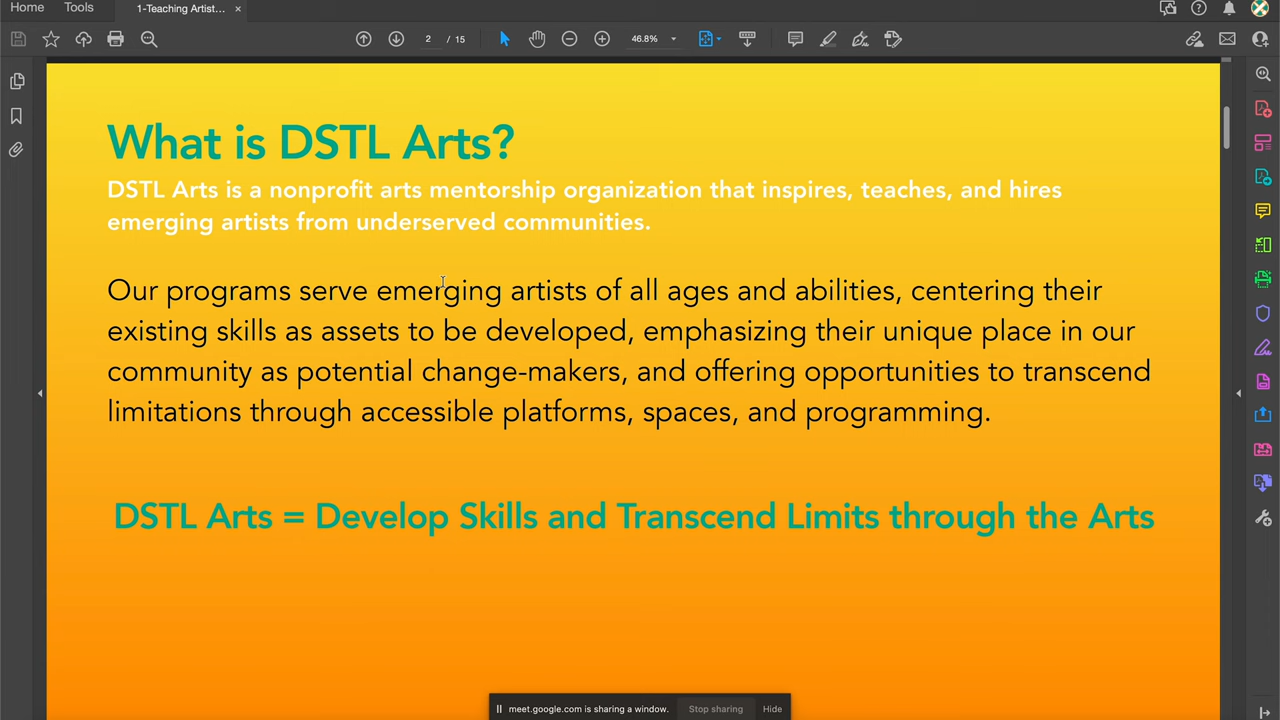 Home Tools 1-Teaching Artist... ×
2 / 15 46.8%
What is DSTL Arts?
DSTL Arts is a nonprofit arts mentorship organization that inspires, teaches, and hires
emerging artists from underserved communities.
Our programs serve emerging artists of all ages and abilities, centering their
existing skills as assets to be developed, emphasizing their unique place in our
community as potential change-makers, and offering opportunities to transcend
limitations through accessible platforms, spaces, and programming.
DSTL Arts = Develop Skills and Transcend Limits through the Arts
meet.google.com is sharing a window. Stop sharing Hide